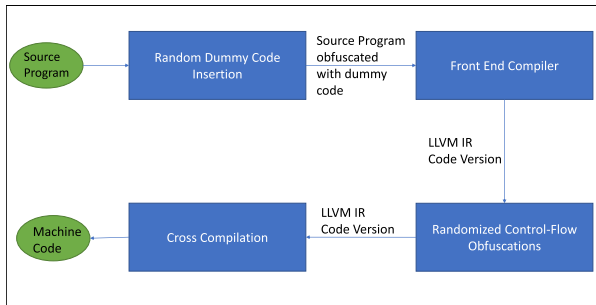 Source
Program
Random Dummy Code
Insertion
Source Program
obfuscated
with dummy
code
Front End Compiler
LLVM IR
Code Version
Randomized Control-Flow
Obfuscations
LLVM IR
Code Version
Cross Compilation
Machine
Code